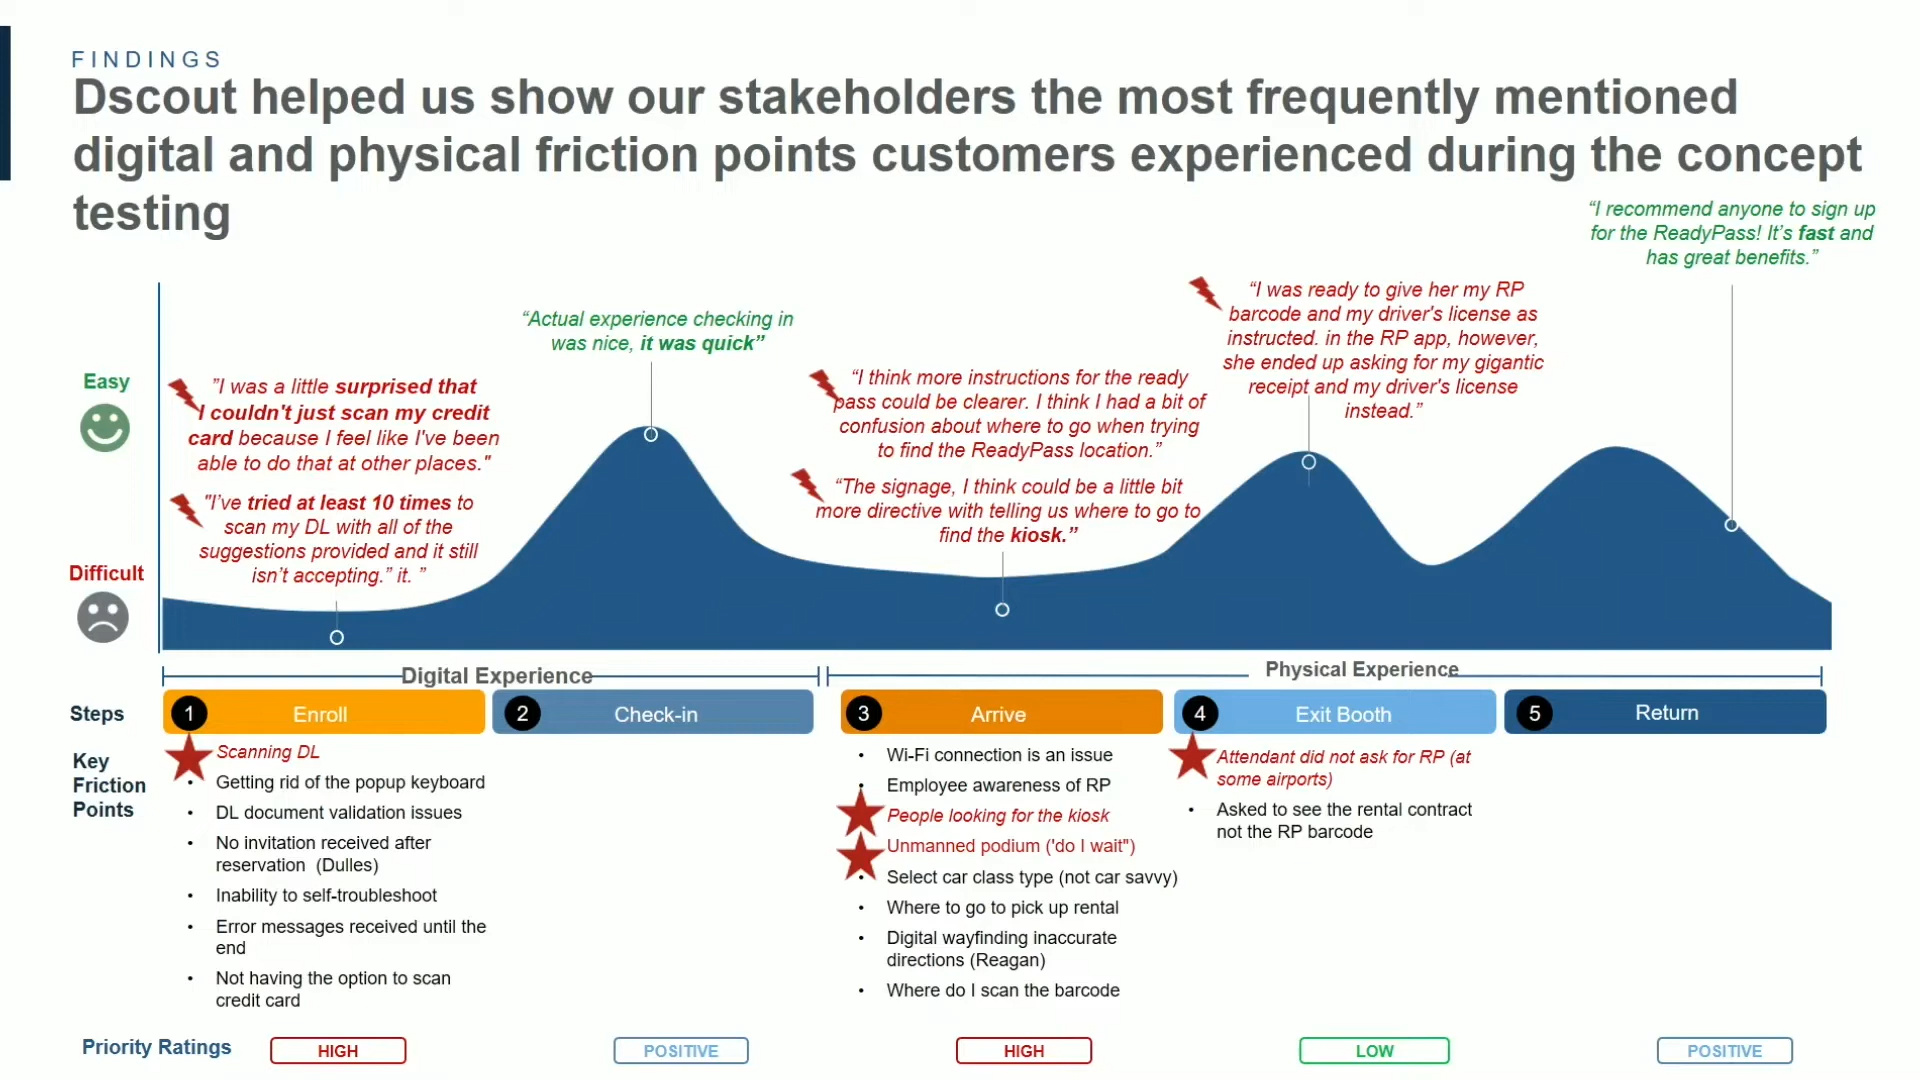 FINDINGS
Dscout helped us show our stakeholders the most frequently mentioned
digital and physical friction points customers experienced during the concept
testing
“I recommend anyone to sign up
for the ReadyPass! It’s fast and
has great benefits.”
“I was ready to give her my RP
barcode and my driver's license as
instructed. in the RP app, however,
she ended up asking for my gigantic
receipt and my driver's license
instead.”
“Actual experience checking in
was nice, it was quick”
“I think more instructions for the ready
pass could be clearer. I think I had a bit of
confusion about where to go when trying
to find the ReadyPass location.”
“The signage, I think could be a little bit
more directive with telling us where to go to
find the kiosk.”
Easy
"I was a little surprised that
I couldn't just scan my credit
card because I feel like I've been
able to do that at other places."
"I’ve tried at least 10 times to
scan my DL with all of the
suggestions provided and it still
isn’t accepting.” it. ”
Difficult
Digital Experience
Physical Experience
Steps
1 Enroll
2 Check-in
3 Arrive
4 Exit Booth
5 Return
Key
Friction
Points
Scanning DL
• Getting rid of the popup keyboard
• DL document validation issues
• No invitation received after
reservation (Dulles)
• Inability to self-troubleshoot
• Error messages received until the
end
• Not having the option to scan
credit card
• Wi-Fi connection is an issue
• Employee awareness of RP
People looking for the kiosk
Unmanned podium ('do I wait")
• Select car class type (not car savvy)
• Where to go to pick up rental
• Digital wayfinding inaccurate
directions (Reagan)
• Where do I scan the barcode
Attendant did not ask for RP (at
some airports)
• Asked to see the rental contract
not the RP barcode
Priority Ratings
HIGH
POSITIVE
HIGH
LOW
POSITIVE